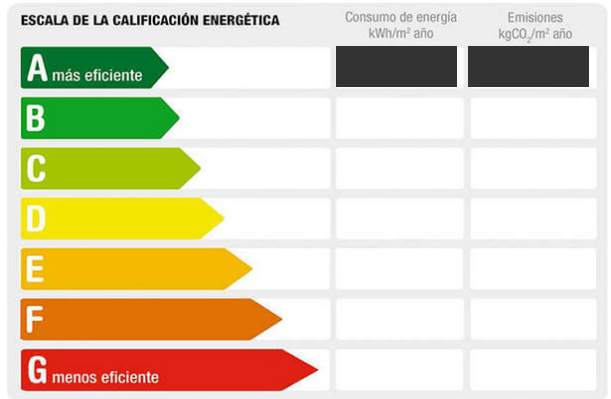 ESCALA DE LA CALIFICACIÓN ENERGÉTICA
Consumo de energía
kWh/m² año
Emisiones
kgCO₂/m² año
A más eficiente
B
C
D
E
F
G menos eficiente